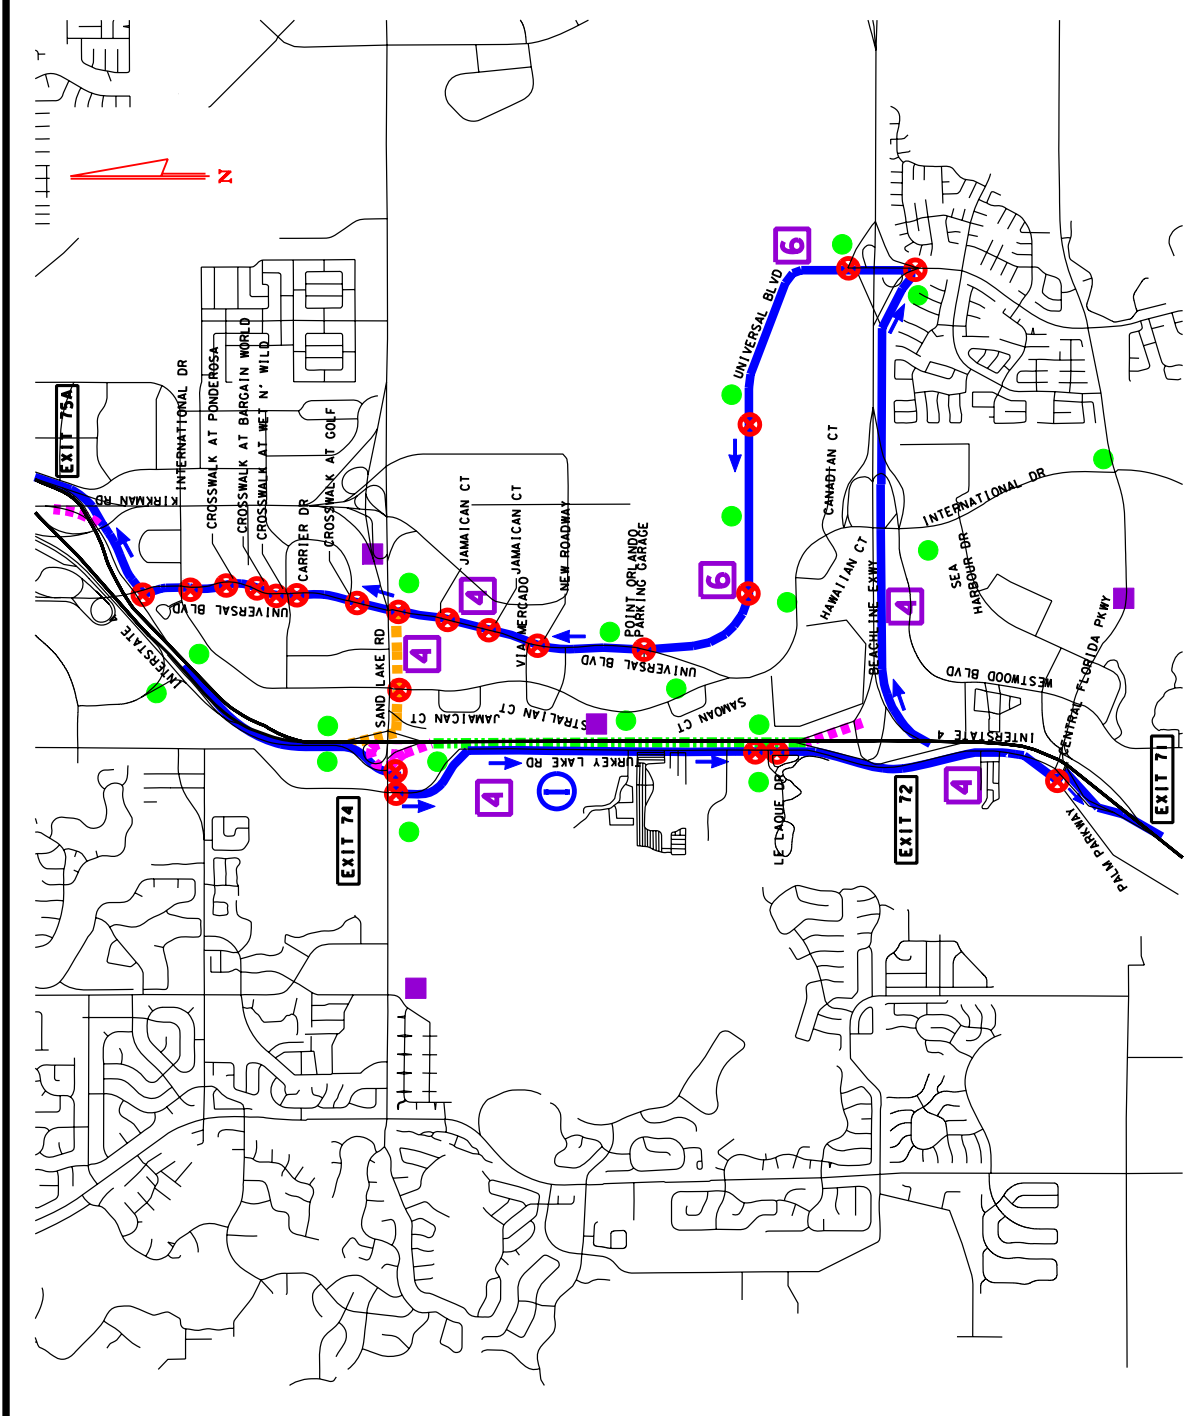 N
EXIT 75A
KIRKMAN RD
INTERNATIONAL DR
CROSSWALK AT PONDEROSA
CROSSWALK AT BARGAIN WORLD
CROSSWALK AT WET N' WILD
CARRIER DR
CROSSWALK AT GOLF
UNIVERSAL BLVD
INTERSTATE 4
SAND LAKE RD
4
4
JAMAICAN CT
JAMAICAN CT
VIA MERCADO
NEW ROADWAY
POINT ORLANDO
PARKING GARAGE
UNIVERSAL BLVD
6
UNIVERSAL BLVD
6
CANADIAN CT
HAWAIIAN CT
BEACHLINE EXWY
4
INTERNATIONAL DR
SEA
HARBOUR DR
WESTWOOD BLVD
CENTRAL FLORIDA PKWY
JAMAICAN CT
STRALIAN CT
SAMOAN CT
TURKEY LAKE RD
INTERSTATE 4
EXIT 74
4
I
LE LAQUE DR
EXIT 72
4
PALM PARKWAY
EXIT 71